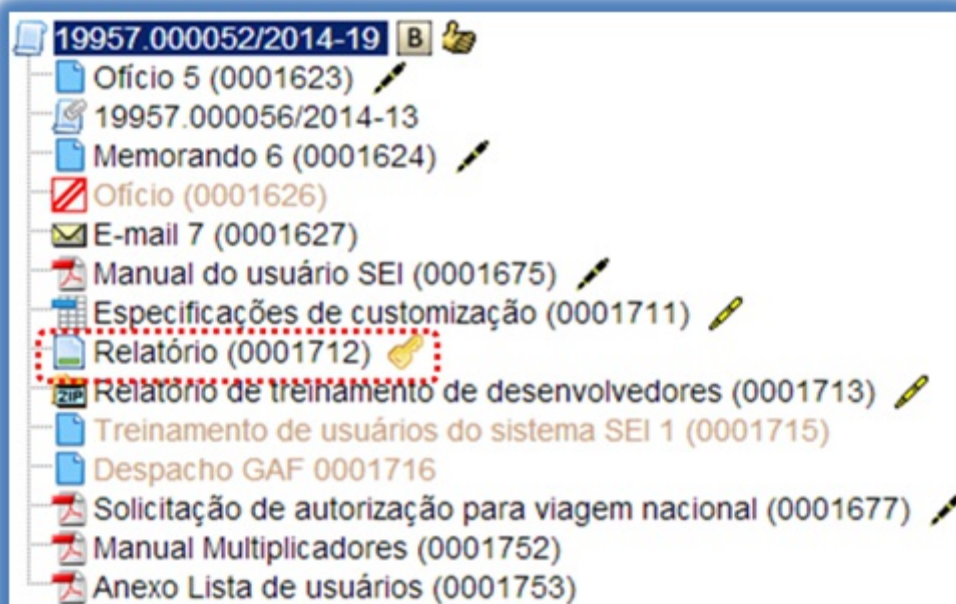 19957.000052/2014-19 B
Ofício 5 (0001623)
19957.000056/2014-13
Memorando 6 (0001624)
Ofício (0001626)
E-mail 7 (0001627)
Manual do usuário SEI (0001675)
Especificações de customização (0001711)
Relatório (0001712)
ZIP Relatório de treinamento de desenvolvedores (0001713)
Treinamento de usuários do sistema SEI 1 (0001715)
Despacho GAF 0001716
Solicitação de autorização para viagem nacional (0001677)
Manual Multiplicadores (0001752)
Anexo Lista de usuários (0001753)